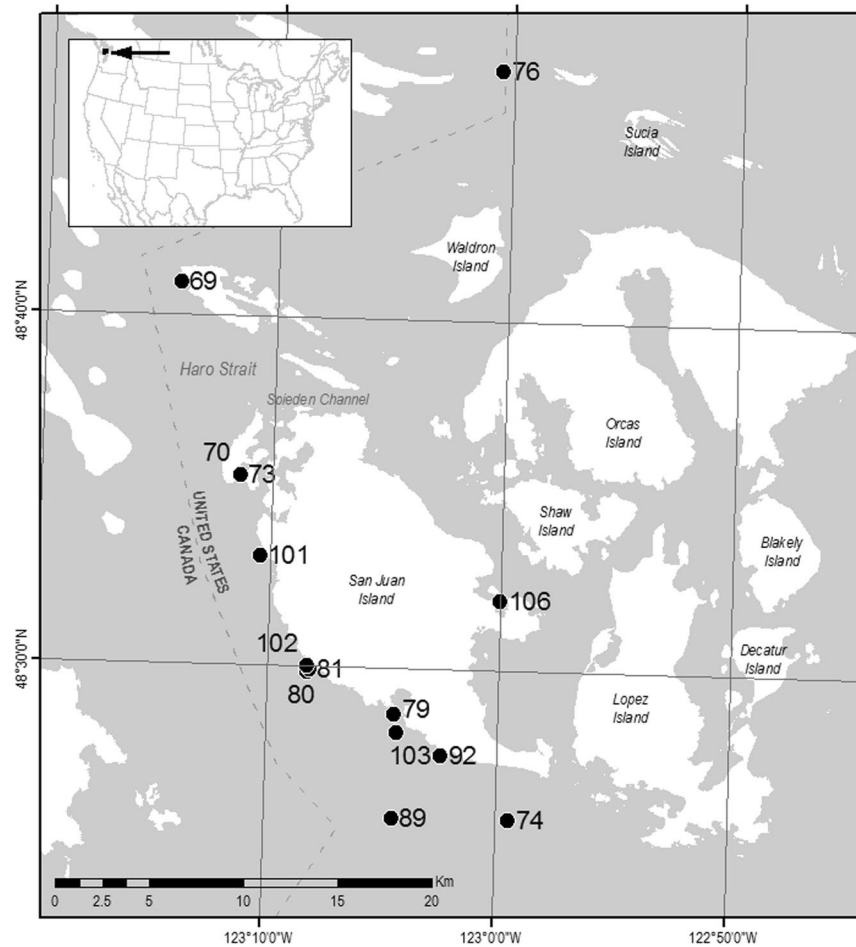 76
Sucia
Island
Waldron
Island
69
48°40'0"N
Haro Strait
Spieden Channel
Orcas
Island
70
73
UNITED STATES
CANADA
Shaw
Island
Blakely
Island
101
San Juan
Island
106
102
81
80
48°30'0"N
Decatur
Island
Lopez
Island
79
103
92
89
74
Km
0 2.5 5 10 15 20
123°10'0"W 123°0'0"W 122°50'0"W